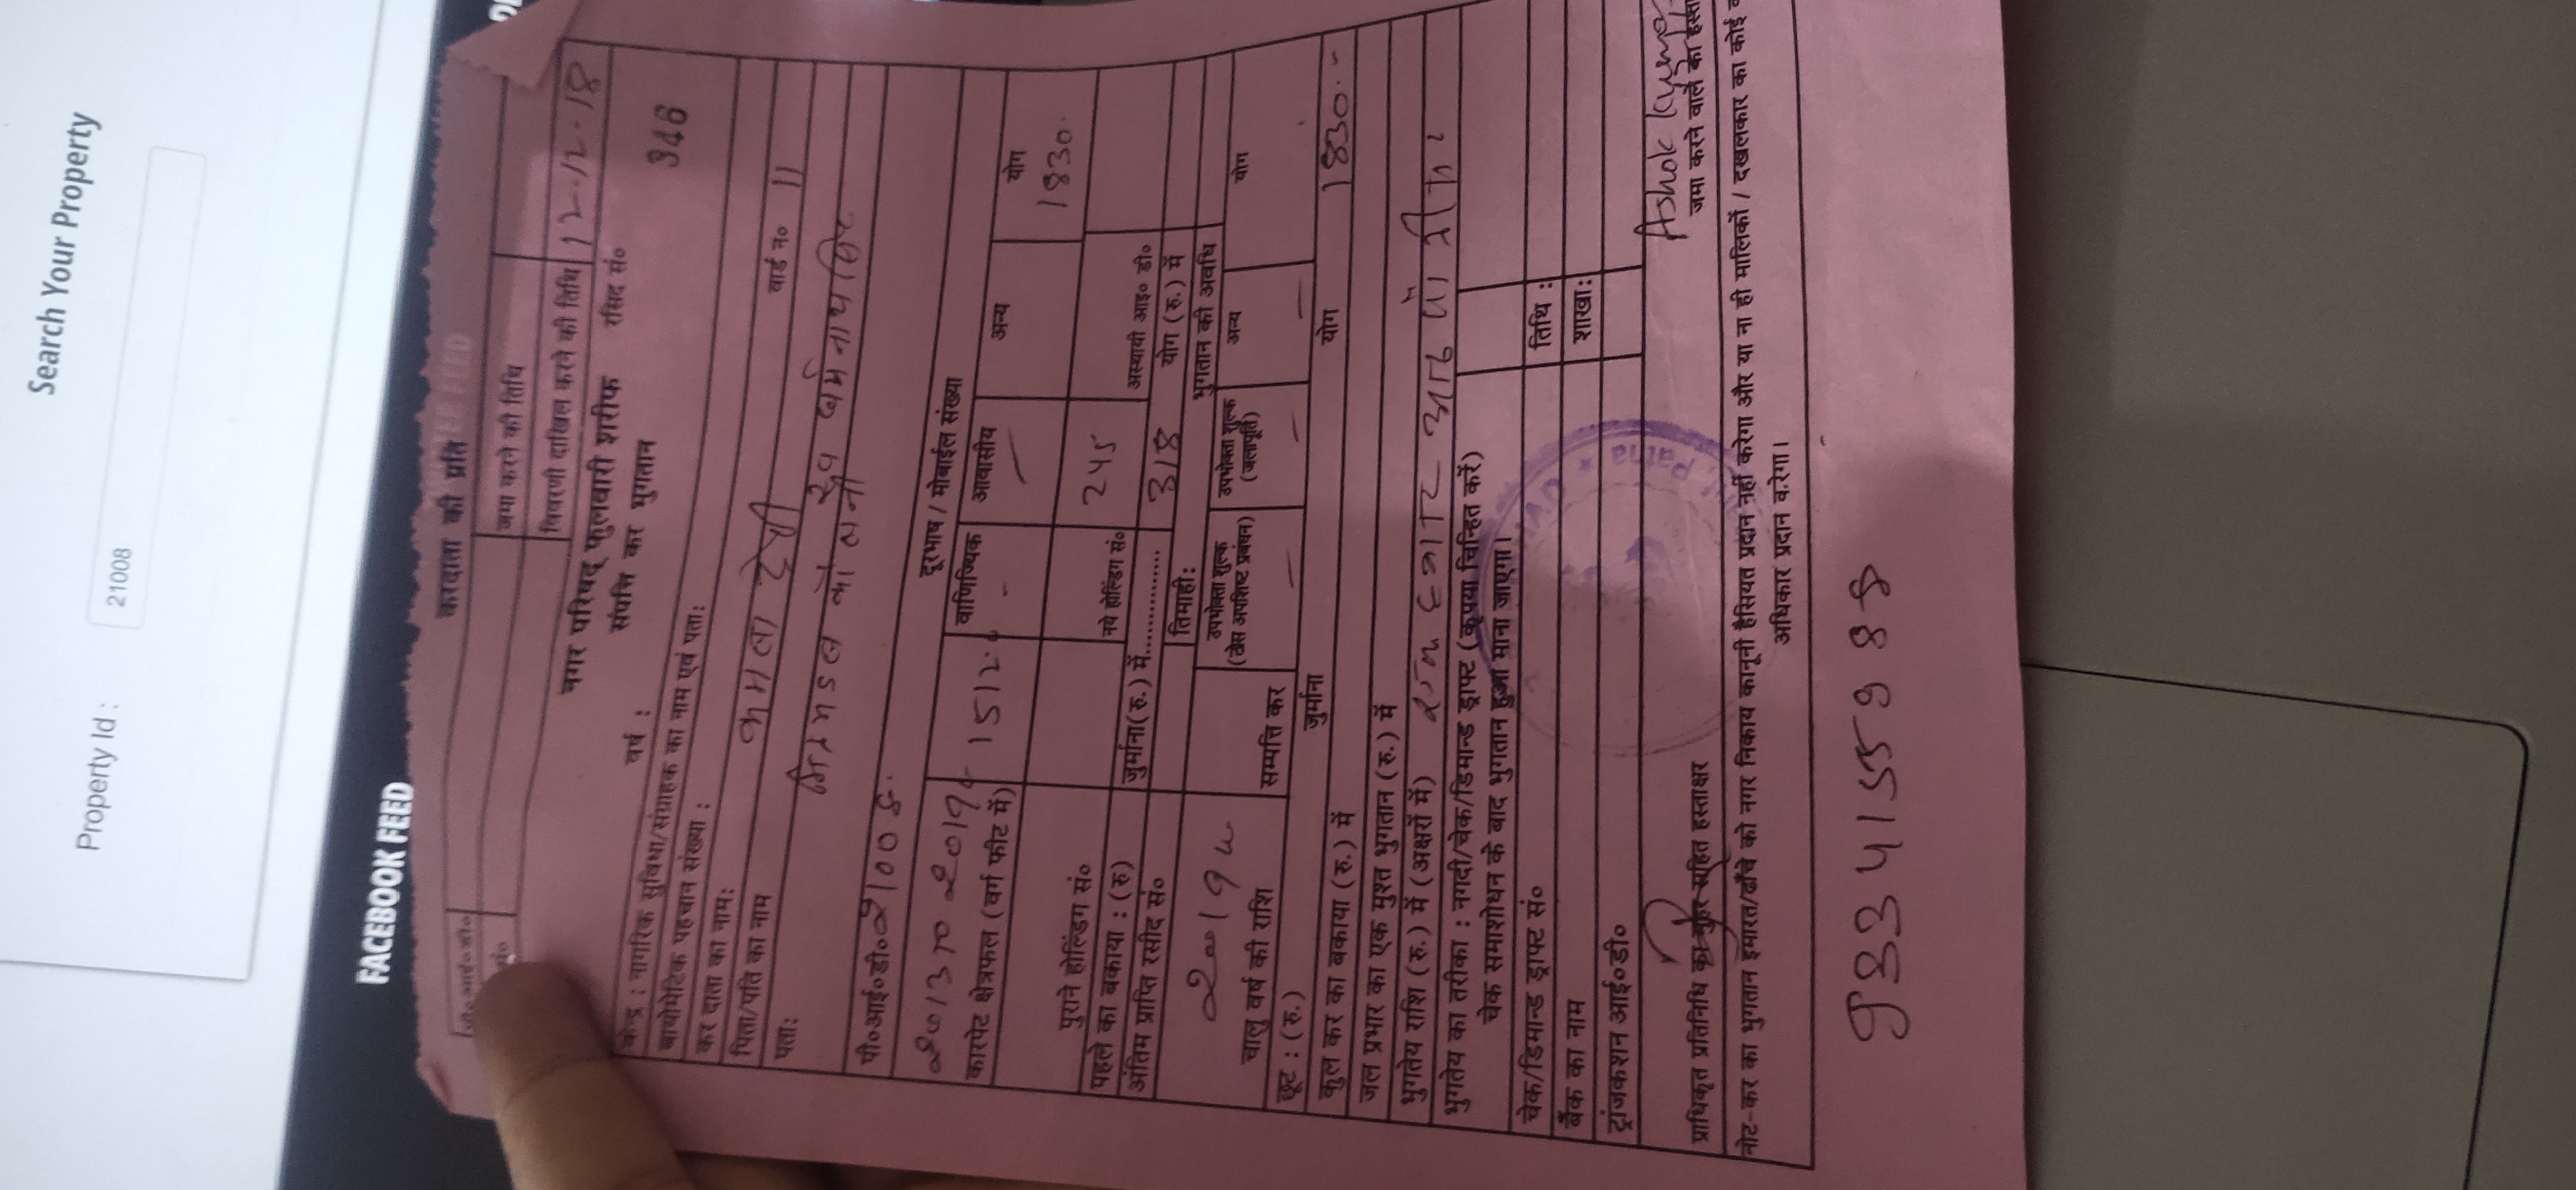 Search Your Property
Property Id : 21008
FACEBOOK FEED
करदाता की प्रति
पी०आई०डी०
सं०
जमा करने की तिथि
विवरणी दाखिल करने की तिथि 12.12.18
नगर परिषद् फुलवारी शरीफ रसिद सं०
संपत्ति कर भुगतान
वर्ष :
346
केन्द्र : नागरिक सुविधा/संग्राहक का नाम एवं पता:
बायोमेटिक पहचान संख्या :
कर दाता का नाम: कमला देवी वार्ड न० 11
पिता/पति का नाम स्व धर्मनाथ सिंह
पता: मित्रमंडल कौलनी
पी०आई०डी० 21008.
दूरभाष / मोबाईल संख्या
2013 TO 2019
कारपेट क्षेत्रफल (वर्ग फीट में) 1512. वाणिज्यिक - आवासीय - अन्य योग 1830.
पुराने होल्डिंग सं० नये होल्डिंग सं० 245 अस्थायी आइ० डी०
पहले का बकाया : (रु) जुर्माना(रु.) में............... 318 योग (रु.) में
अंतिम प्राप्ति रसीद सं० तिमाही: भुगतान की अवधि
चालु वर्ष की राशि सम्पत्ति कर उपभोक्ता शुल्क (ठोस अपशिष्ट प्रबंधन) - उपभोक्ता शुल्क (जलापूर्ति) - अन्य - योग
छूट : (रु.) जुर्माना योग 1830.-
कुल कर का बकाया (रु.) में
जल प्रभार का एक मुश्त भुगतान (रु.) में
भुगतेय राशि (रु.) में (अक्षरों में) एक हजार आठ सौ तीस
भुगतेय का तरीका : नगदी/चेक/डिमान्ड ड्राफ्ट (कृपया चिन्हित करें)
चेक समाशोधन के बाद भुगतान हुआ माना जाएगा।
चेक/डिमान्ड ड्राफ्ट सं० तिथि :
बैंक का नाम शाखा:
ट्रांजकशन आई०डी०
Ashok Kumar
प्राधिकृत प्रतिनिधि का मुहर सहित हस्ताक्षर जमा करने वाले का
Patna
नोट-कर का भुगतान इमारत/ढाँचे को नगर निकाय कानूनी हैसियत प्रदान नहीं करेगा और या ना ही मालिकों / दखलकार का कोई
अधिकार प्रदान करेगा।
9334155988